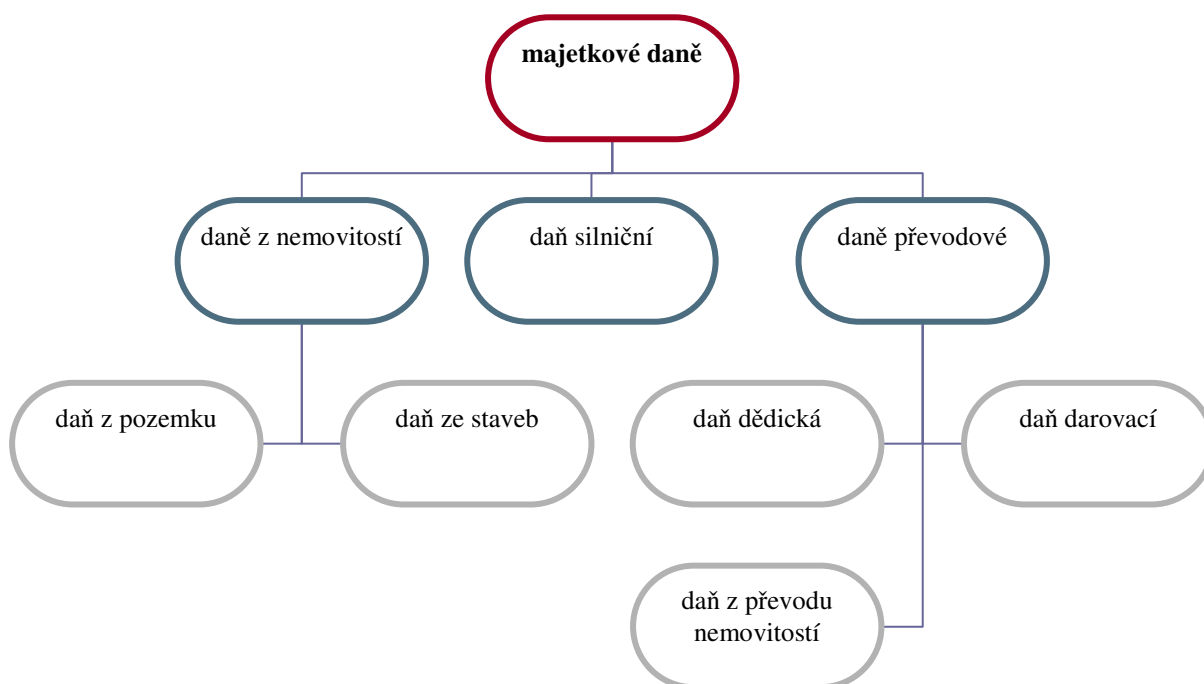 majetkové daně
daně z nemovitostí
daň silniční
daně převodové
daň z pozemku
daň ze staveb
daň dědická
daň darovací
daň z převodu
nemovitostí